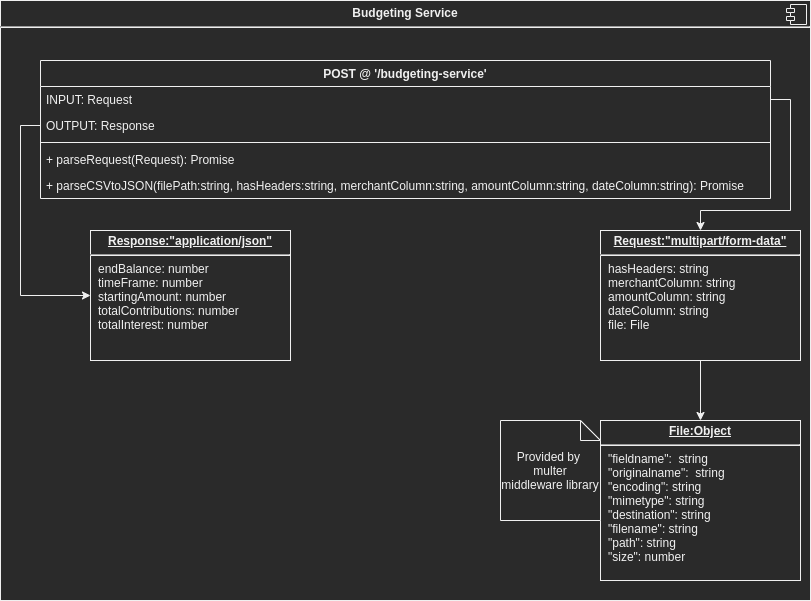 Budgeting Service
POST @ '/budgeting-service'
INPUT: Request
OUTPUT: Response
+ parseRequest(Request): Promise
+ parseCSVtoJSON(filePath:string, hasHeaders:string, merchantColumn:string, amountColumn:string, dateColumn:string): Promise
Response:"application/json"
endBalance: number
timeFrame: number
startingAmount: number
totalContributions: number
totalInterest: number
Request:"multipart/form-data"
hasHeaders: string
merchantColumn: string
amountColumn: string
dateColumn: string
file: File
Provided by
multer
middleware library
File:Object
"fieldname":  string
"originalname":  string
"encoding": string
"mimetype": string
"destination": string
"filename": string
"path": string
"size": number